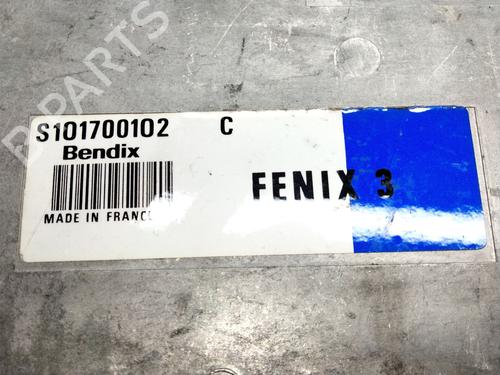 B-PARTS
S101700102 C
Bendix
FENIX 3
MADE IN FRANCE